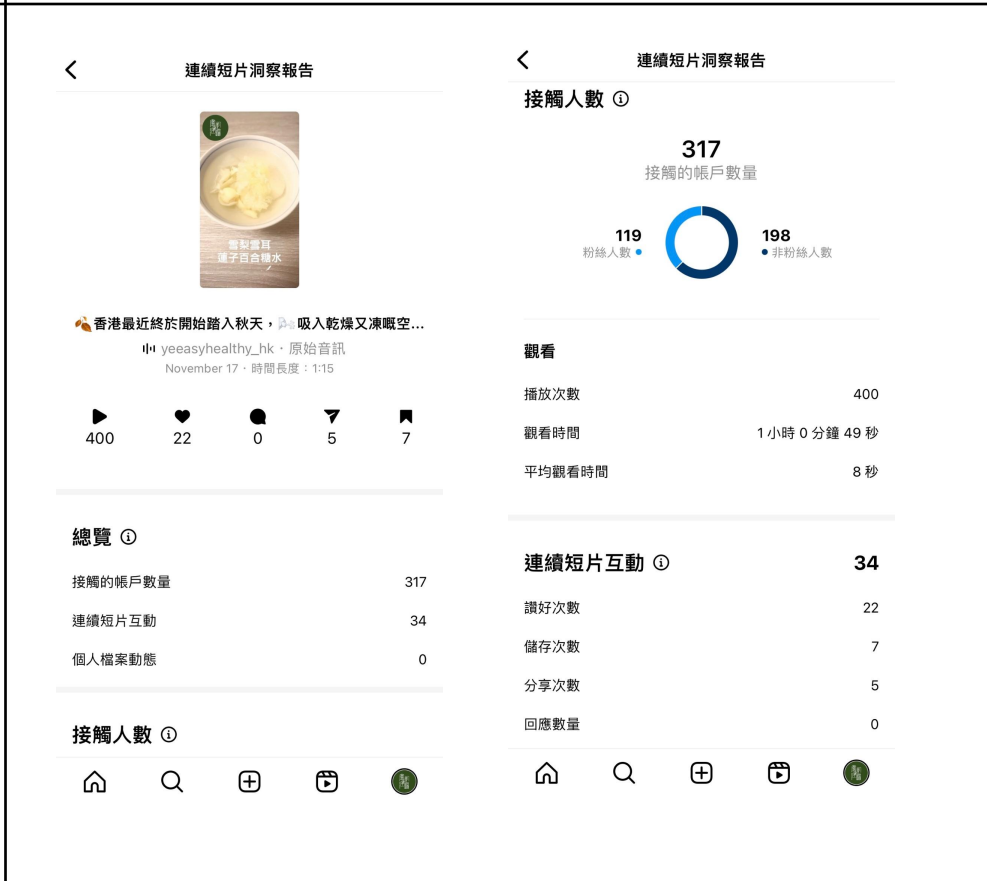 連續短片洞察報告
雪梨雪耳
蓮子百合糖水
香港最近終於開始踏入秋天，吸入乾燥又凍嘅空...
yeeasyhealthy_hk · 原始音訊
November 17 · 時間長度：1:15
400 22 0 5 7
總覽
接觸的帳戶數量 317
連續短片互動 34
個人檔案動態 0
接觸人數
連續短片洞察報告
接觸人數
317
接觸的帳戶數量
119
粉絲人數
198
非粉絲人數
觀看
播放次數 400
觀看時間 1 小時 0 分鐘 49 秒
平均觀看時間 8 秒
連續短片互動 34
讚好次數 22
儲存次數 7
分享次數 5
回應數量 0